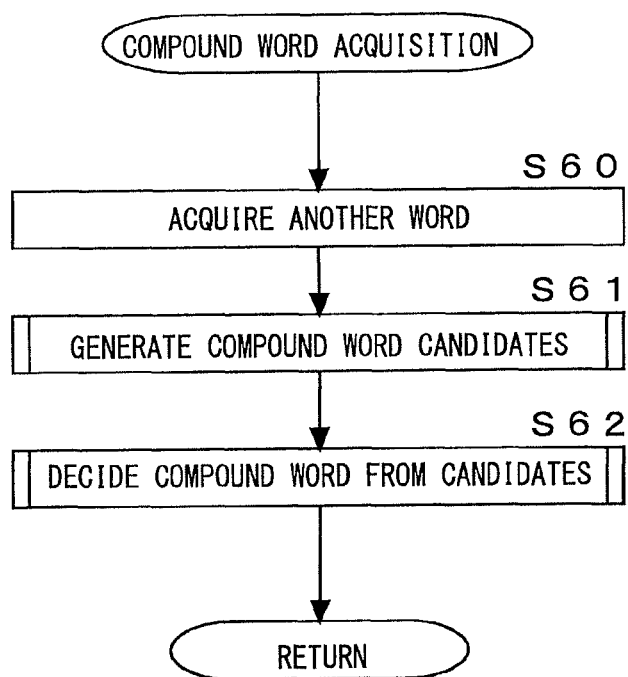 COMPOUND WORD ACQUISITION
S60
ACQUIRE ANOTHER WORD
S61
GENERATE COMPOUND WORD CANDIDATES
S62
DECIDE COMPOUND WORD FROM CANDIDATES
RETURN